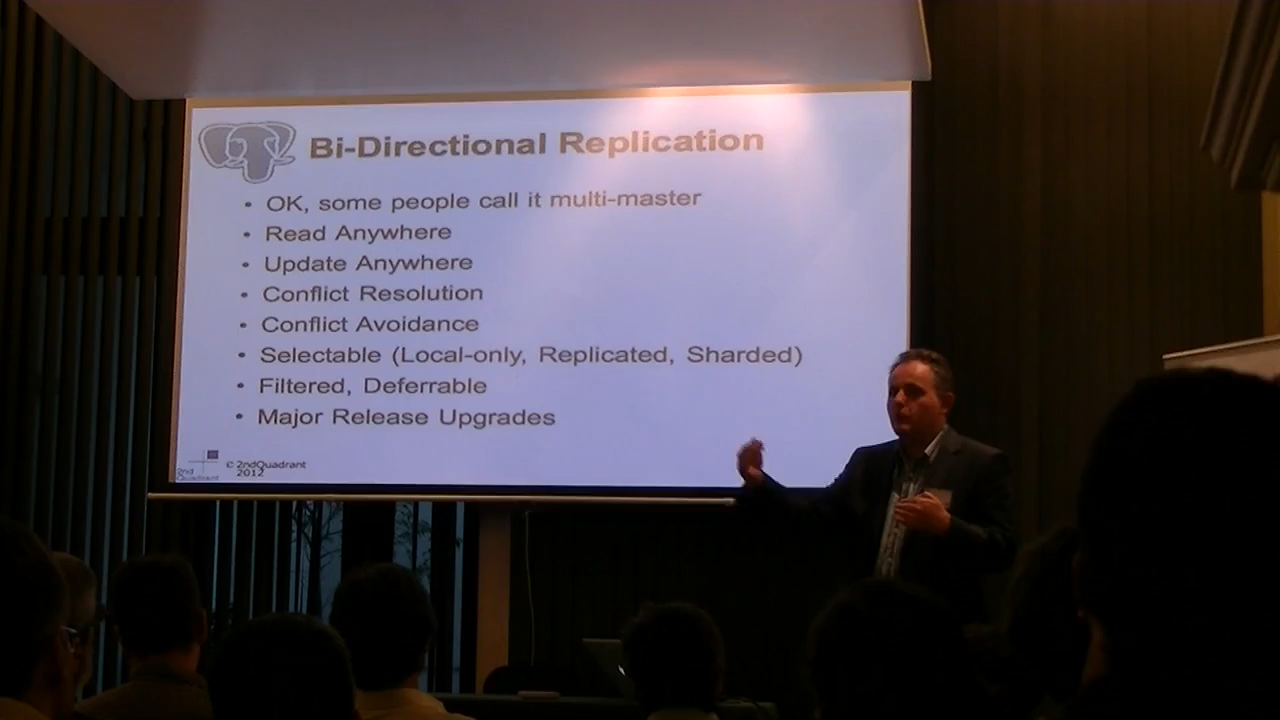 Bi-Directional Replication
• OK, some people call it multi-master
• Read Anywhere
• Update Anywhere
• Conflict Resolution
• Conflict Avoidance
• Selectable (Local-only, Replicated, Sharded)
• Filtered, Deferrable
• Major Release Upgrades
2nd
Quadrant
© 2ndQuadrant
2012